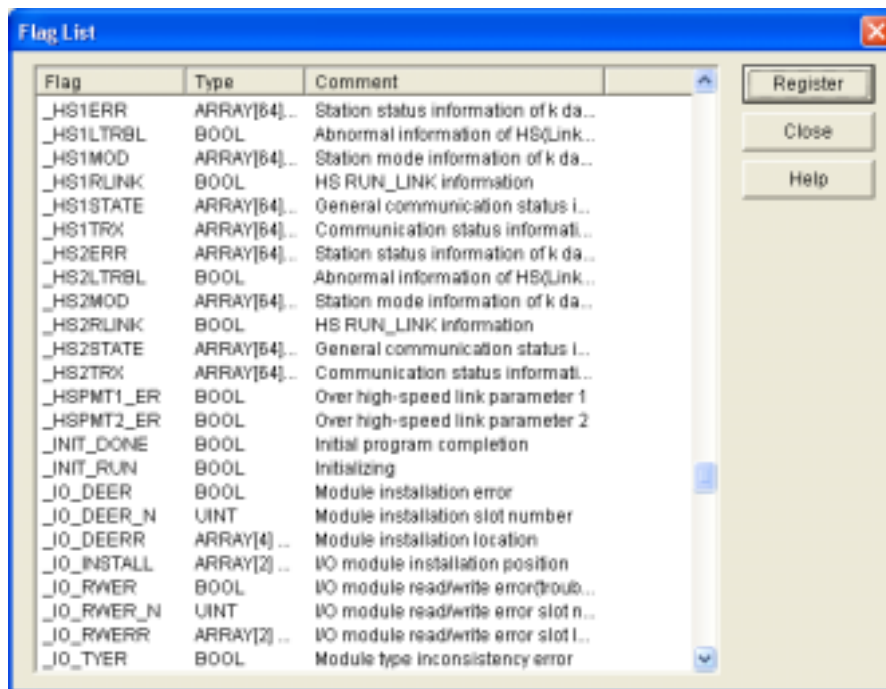 Flag List
Flag Type Comment
_HS1ERR ARRAY[64]... Station status information of k da...
_HS1LTRBL BOOL Abnormal information of HS(Link...
_HS1MOD ARRAY[64]... Station mode information of k da...
_HS1RLINK BOOL HS RUN_LINK information
_HS1STATE ARRAY[64]... General communication status i...
_HS1TRX ARRAY[64]... Communication status informati...
_HS2ERR ARRAY[64]... Station status information of k da...
_HS2LTRBL BOOL Abnormal information of HS(Link...
_HS2MOD ARRAY[64]... Station mode information of k da...
_HS2RLINK BOOL HS RUN_LINK information
_HS2STATE ARRAY[64]... General communication status i...
_HS2TRX ARRAY[64]... Communication status informati...
_HSPMT1_ER BOOL Over high-speed link parameter 1
_HSPMT2_ER BOOL Over high-speed link parameter 2
_INIT_DONE BOOL Initial program completion
_INIT_RUN BOOL Initializing
_IO_DEER BOOL Module installation error
_IO_DEER_N UINT Module installation slot number
_IO_DEERR ARRAY[4] ... Module installation location
_IO_INSTALL ARRAY[2] ... I/O module installation position
_IO_RWER BOOL I/O module read/write error(troub...
_IO_RWER_N UINT I/O module read/write error slot n...
_IO_RWERR ARRAY[2] ... I/O module read/write error slot l...
_IO_TYER BOOL Module type inconsistency error
Register
Close
Help